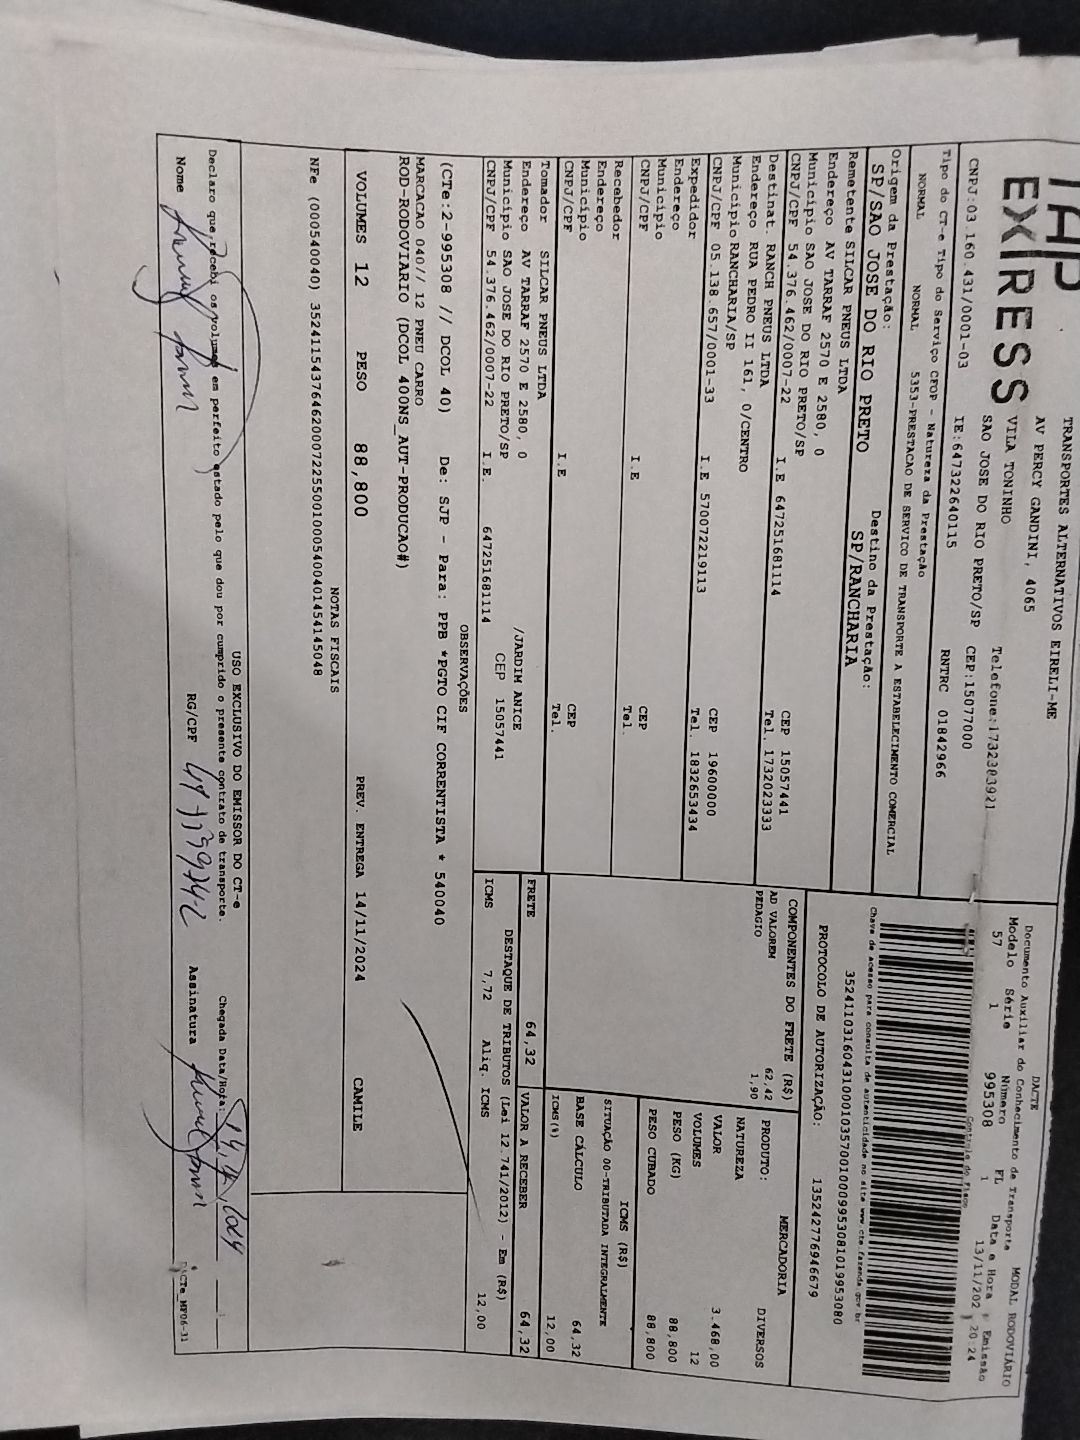 TAP
EXPRESS
TRANSPORTES ALTERNATIVOS EIRELI-ME
AV PERCY GANDINI, 4065
VILA TONINHO
SAO JOSE DO RIO PRETO/SP CEP:15077000
Telefone:1732383921
CNPJ:03.160.431/0001-03 IE:647322640115 RNTRC 01842966
Tipo do CT-e Tipo do Serviço CFOP - Natureza da Prestação
NORMAL NORMAL 5353-PRESTACAO DE SERVICO DE TRANSPORTE A ESTABELECIMENTO COMERCIAL
Origem da Prestação: Destino da Prestação:
SP/SAO JOSE DO RIO PRETO SP/RANCHARIA
Remetente SILCAR PNEUS LTDA
Endereço AV TARRAF 2570 E 2580, 0
Município SAO JOSE DO RIO PRETO/SP CEP 15057441
CNPJ/CPF 54.376.462/0007-22 I.E 647251681114 Tel. 1732023333
Destinat. RANCH PNEUS LTDA
Endereço RUA PEDRO II 161, 0/CENTRO
Município RANCHARIA/SP CEP 19600000
CNPJ/CPF 05.138.657/0001-33 I.E 570072219113 Tel. 1832653434
Expedidor
Endereço
Município CEP
CNPJ/CPF I.E Tel.
Recebedor
Endereço
Município CEP
CNPJ/CPF I.E Tel.
Tomador SILCAR PNEUS LTDA
Endereço AV TARRAF 2570 E 2580, 0 /JARDIM ANICE
Município SAO JOSE DO RIO PRETO/SP CEP 15057441
CNPJ/CPF 54.376.462/0007-22 I.E. 647251681114
DACTE MODAL RODOVIÁRIO
Documento Auxiliar do Conhecimento de Transporte
Modelo Série Número FL Data e Hora Emissão
57 1 995308 1 13/11/202 20:24
Controle do Fisco
Chave de acesso para consulta de autenticidade no site www.cte.fazenda.gov.br
35241103160431000103570010009953081019953080
PROTOCOLO DE AUTORIZAÇÃO: 135242776946679
COMPONENTES DO FRETE (R$)
AD VALOREM 62,42
PEDAGIO 1,90
FRETE 64,32
MERCADORIA
PRODUTO: DIVERSOS
NATUREZA
VALOR 3.468,00
VOLUMES 12
PESO (KG) 88,800
PESO CUBADO 88,800
ICMS (R$)
SITUAÇÃO 00-TRIBUTADA INTEGRALMENTE
BASE CÁLCULO 64,32
ICMS(%) 12,00
VALOR A RECEBER 64,32
DESTAQUE DE TRIBUTOS (Lei 12.741/2012) - Em (R$)
ICMS 7,72 Aliq. ICMS 12,00
OBSERVAÇÕES
(CTe:2-995308 // DCOL 40) De: SJP - Para: PPB *PGTO CIF CORRENTISTA * 540040
MARCACAO 040// 12 PNEU CARRO
ROD-RODOVIARIO (DCOL 400NS_AUT-PRODUCAO#)
VOLUMES 12 PESO 88,800 PREV. ENTREGA 14/11/2024 CAMILE
NOTAS FISCAIS
NFe (000540040) 35241154376462000722550010005400401454145048
USO EXCLUSIVO DO EMISSOR DO CT-e
Declaro que recebi os volumes em perfeito estado pelo que dou por cumprido o presente contrato de transporte. Chegada Data/Hora:
Nome RG/CPF Assinatura
DACTe_MF06-31